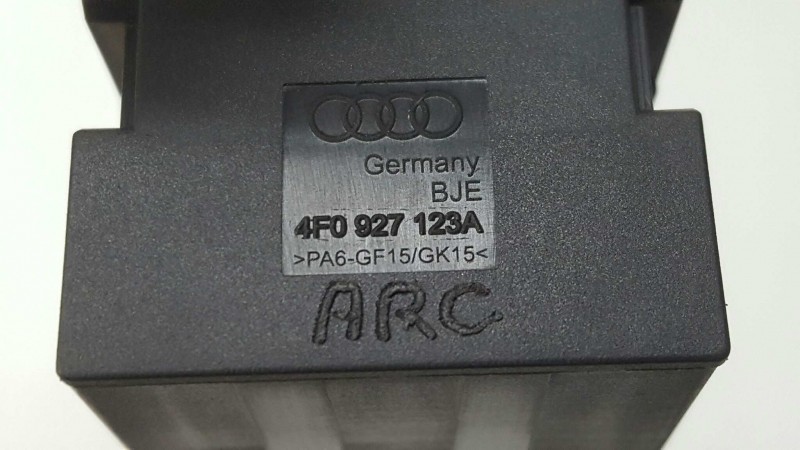 Germany
BJE
4F0 927 123A
>PA6-GF15/GK15<
ARC